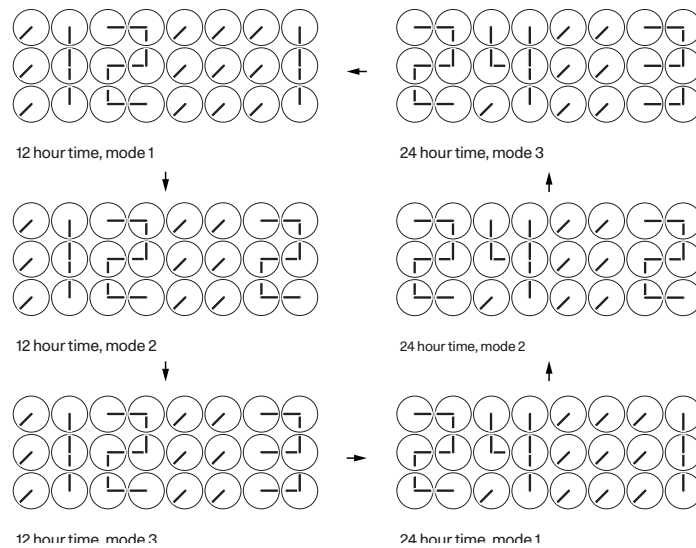 12 hour time, mode 1
24 hour time, mode 3
12 hour time, mode 2
24 hour time, mode 2
12 hour time, mode 3
24 hour time, mode 1